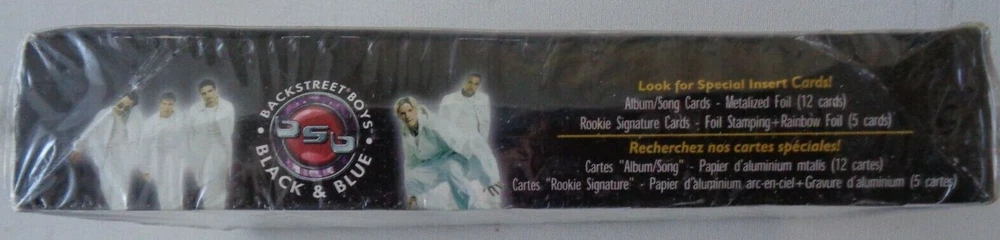 BACKSTREET BOYS
bsb
BLACK & BLUE
Look for Special Insert Cards!
Album/Song Cards - Metalized Foil (12 cards)
Rookie Signature Cards - Foil Stamping+Rainbow Foil (5 cards)
Recherchez nos cartes spéciales!
Cartes "Album/Song" - Papier d'aluminium mtalis (12 cartes)
Cartes "Rookie Signature" - Papier d'aluminium arc-en-ciel+Gravure d'aluminium (5 cartes)